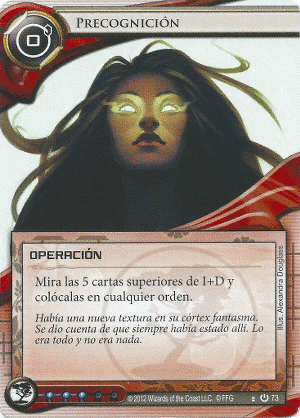 PRECOGNICIÓN
0
OPERACIÓN
Mira las 5 cartas superiores de I+D y
colócalas en cualquier orden.
Había una nueva textura en su córtex fantasma.
Se dio cuenta de que siempre había estado allí. Lo
era todo y no era nada.
Illus. Alexandra Douglass
© 2012 Wizards of the Coast LLC. © FFG
73